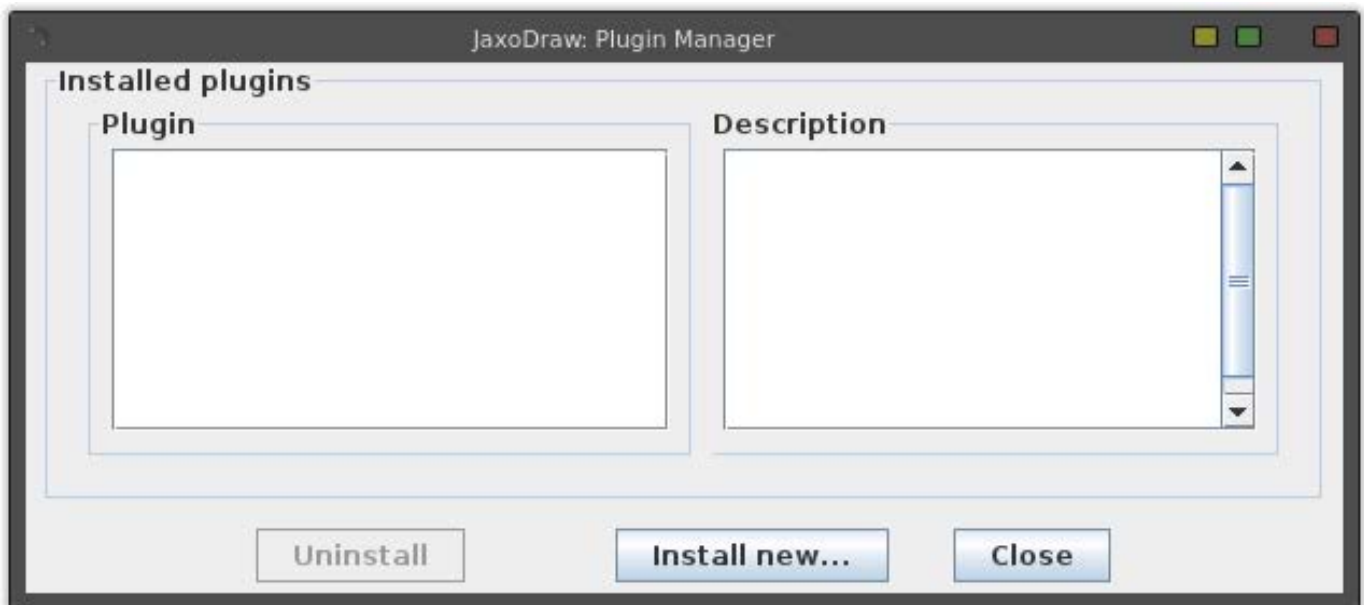 JaxoDraw: Plugin Manager
Installed plugins
Plugin
Description
Uninstall
Install new...
Close